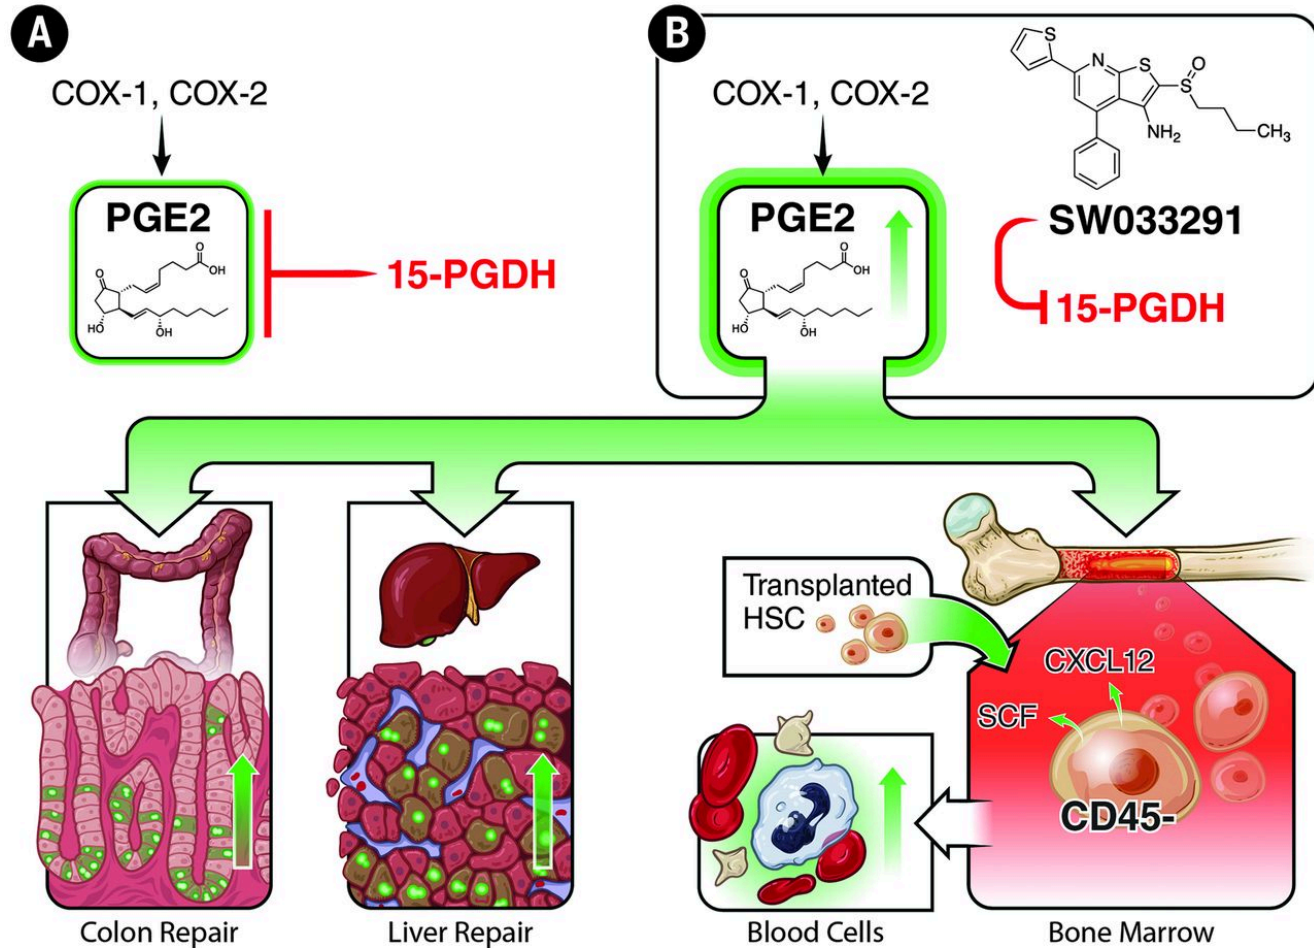 A
COX-1, COX-2
PGE2
O
O
OH
HO
OH
15-PGDH
B
COX-1, COX-2
PGE2
O
O
OH
HO
OH
S
N
S
O
S
NH2
CH3
SW033291
15-PGDH
Colon Repair
Liver Repair
Transplanted
HSC
CXCL12
SCF
CD45-
Blood Cells
Bone Marrow